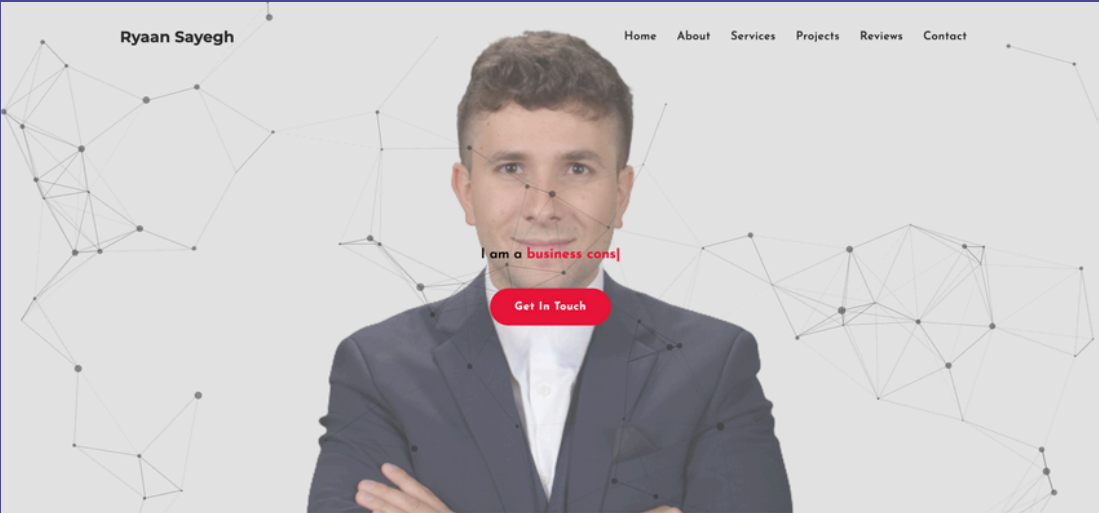 Ryaan Sayegh
Home About Services Projects Reviews Contact
I am a business cons|
Get In Touch